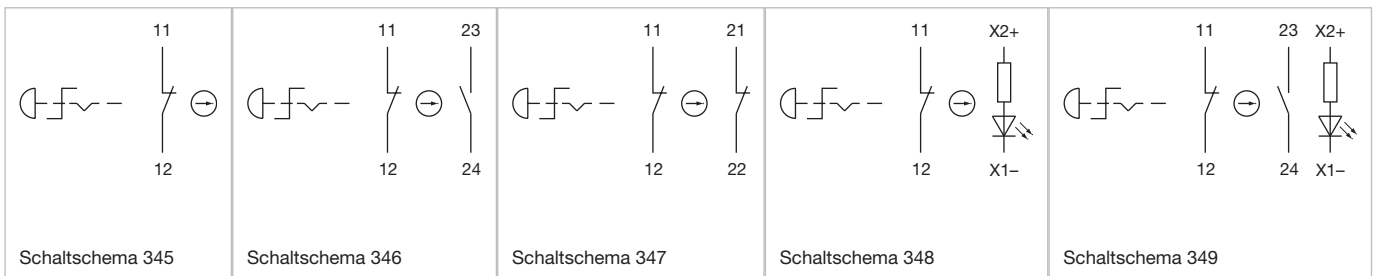 11
12
Schaltschema 345
11 23
12 24
Schaltschema 346
11 21
12 22
Schaltschema 347
11 X2+
12 X1–
Schaltschema 348
11 23 X2+
12 24 X1–
Schaltschema 349